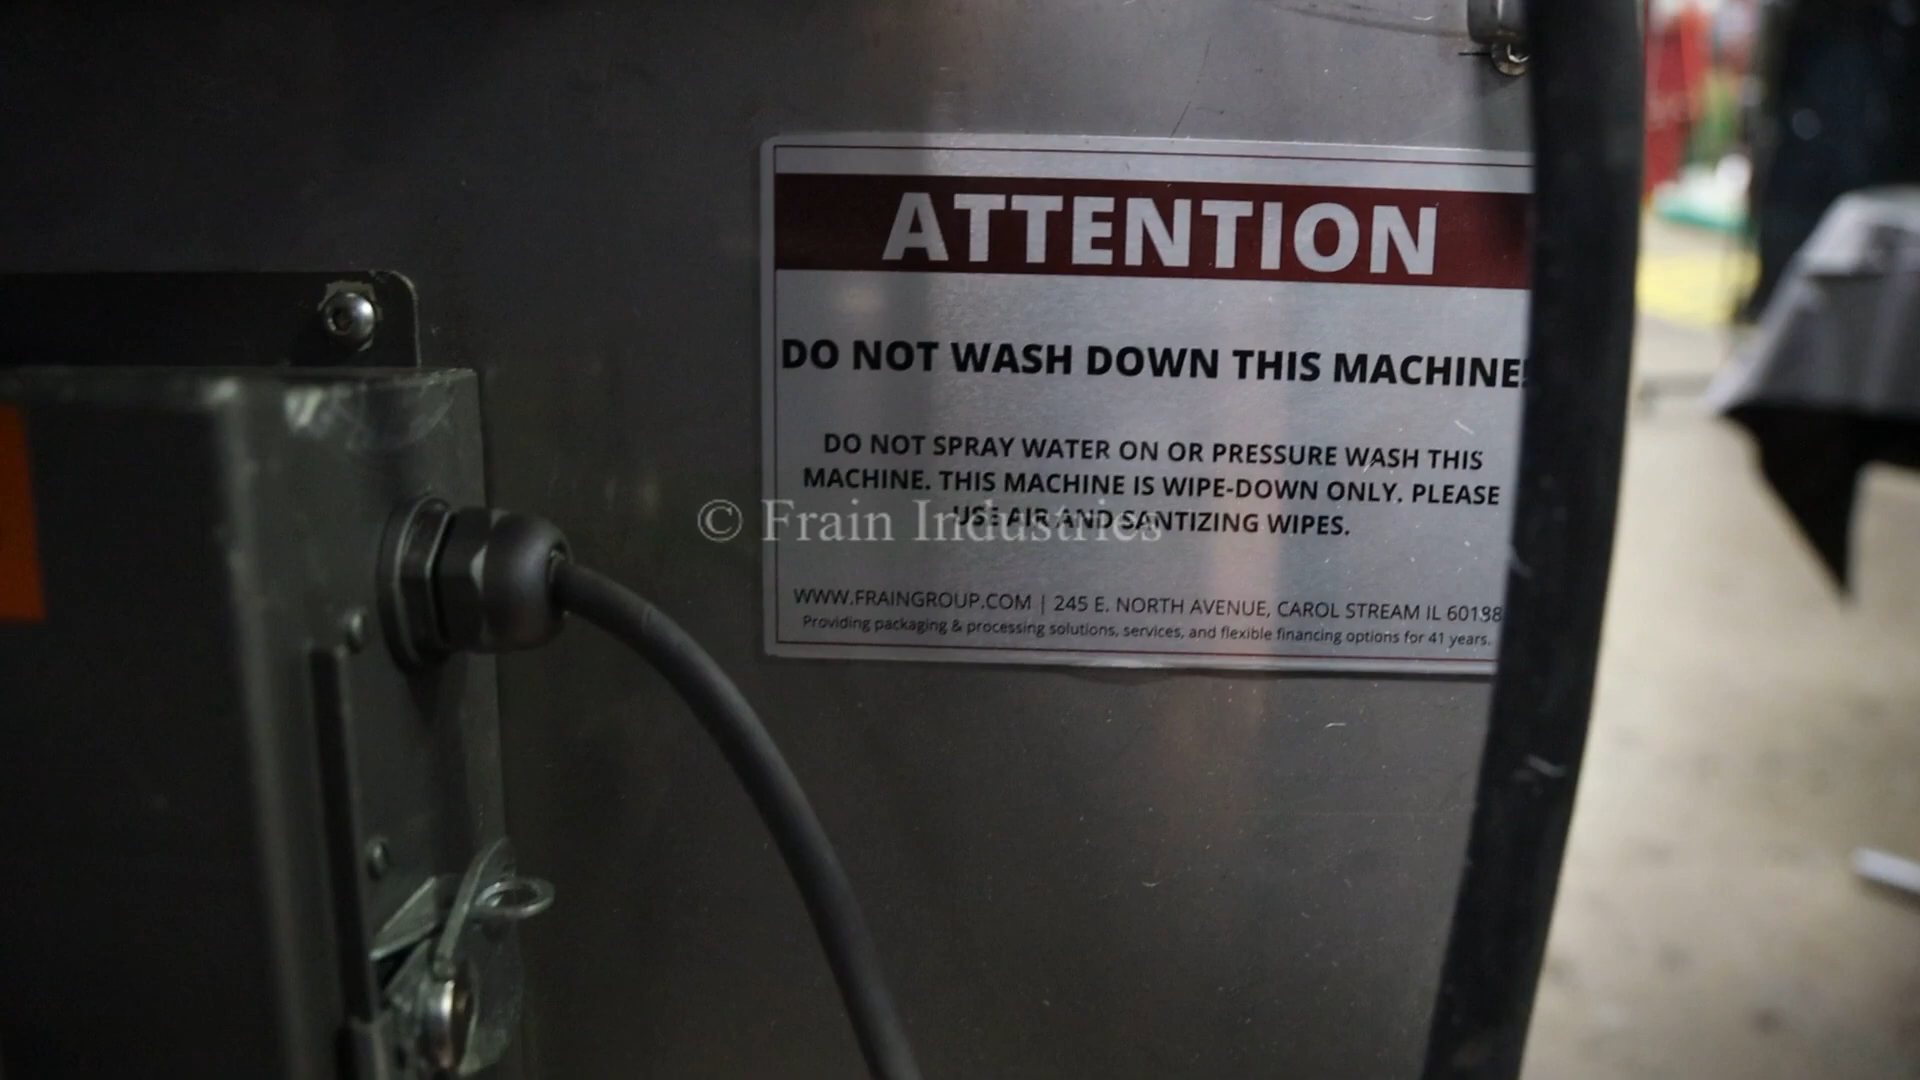 ATTENTION
DO NOT WASH DOWN THIS MACHINE!
DO NOT SPRAY WATER ON OR PRESSURE WASH THIS
MACHINE. THIS MACHINE IS WIPE-DOWN ONLY. PLEASE
USE AIR AND SANTIZING WIPES.
© Frain Industries
WWW.FRAINGROUP.COM | 245 E. NORTH AVENUE, CAROL STREAM IL 60188
Providing packaging & processing solutions, services, and flexible financing options for 41 years.